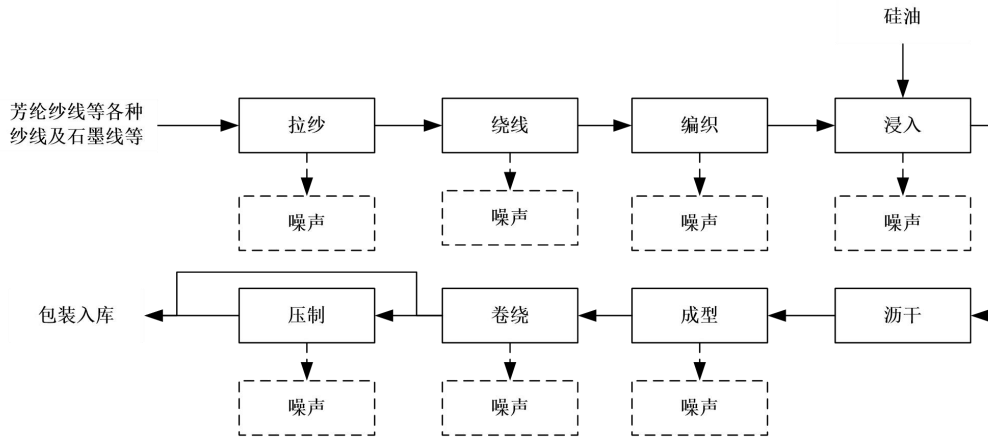 硅油
芳纶纱线等各种
纱线及石墨线等
拉纱
绕线
编织
浸入
噪声
噪声
噪声
噪声
包装入库
压制
卷绕
成型
沥干
噪声
噪声
噪声